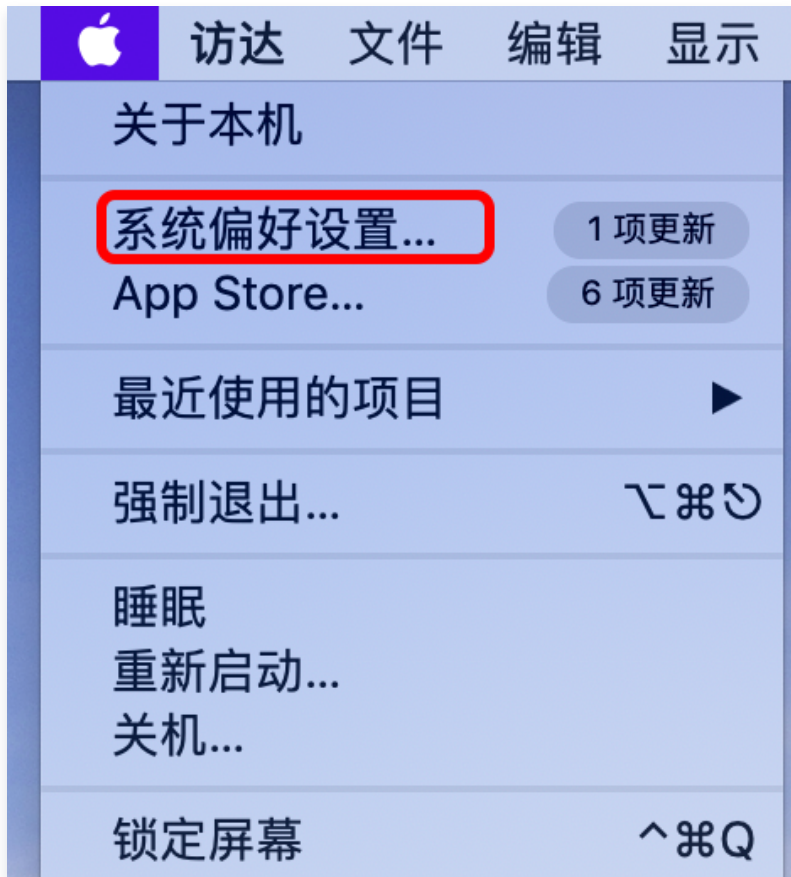 访达 文件 编辑 显示
关于本机
系统偏好设置... 1 项更新
App Store... 6 项更新
最近使用的项目 ▶
强制退出... ⌥⌘⎋
睡眠
重新启动...
关机...
锁定屏幕 ^⌘Q